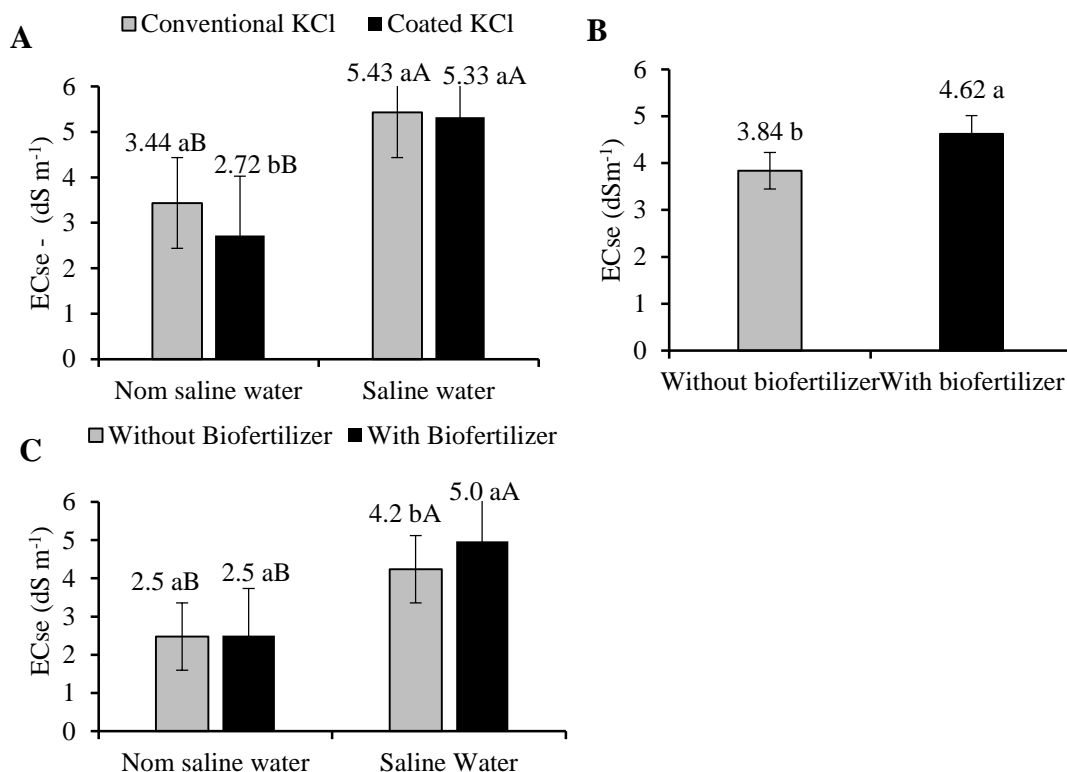 Conventional KCl Coated KCl
A
ECse - (dS m⁻¹)
6
5
4
3
2
1
0
3.44 aB
2.72 bB
5.43 aA
5.33 aA
Nom saline water Saline water
B
ECse (dSm⁻¹)
6
5
4
3
2
1
0
3.84 b
4.62 a
Without biofertilizer With biofertilizer
Without Biofertilizer With Biofertilizer
C
ECse (dS m⁻¹)
6
5
4
3
2
1
0
2.5 aB
2.5 aB
4.2 bA
5.0 aA
Nom saline water Saline Water